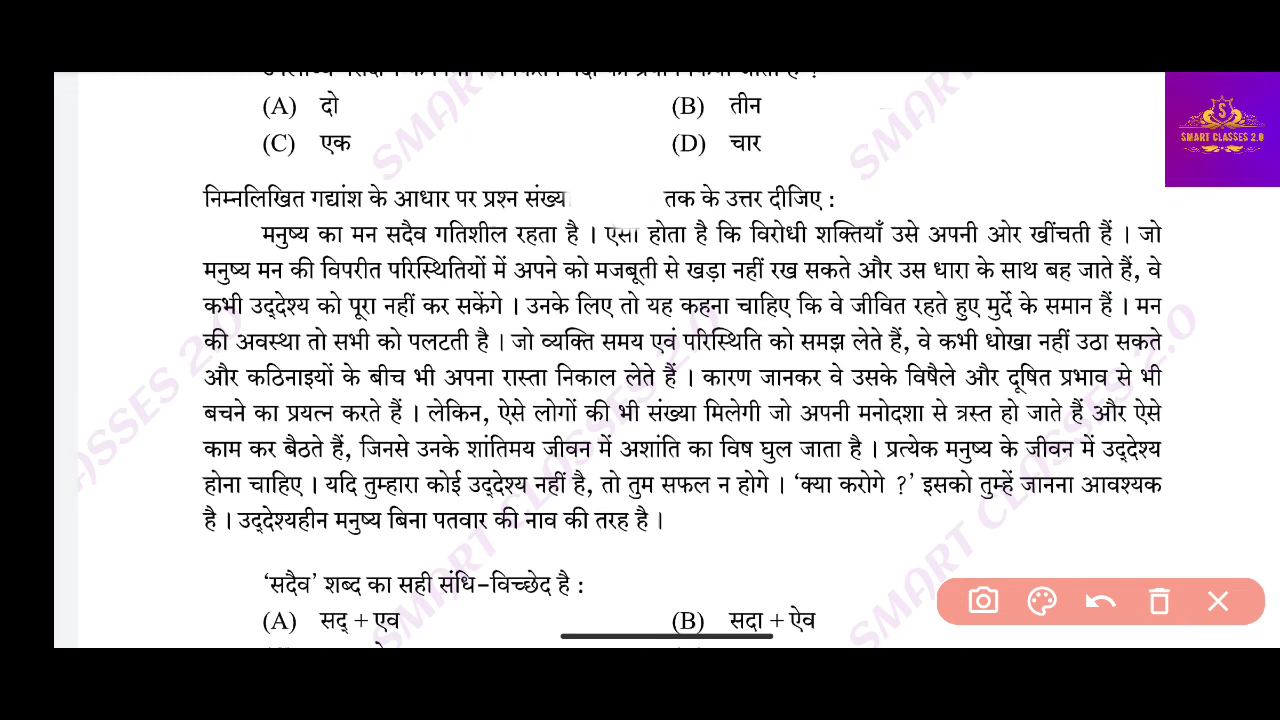 (A) दो (B) तीन
(C) एक (D) चार
SMART CLASSES 2.0
निम्नलिखित गद्यांश के आधार पर प्रश्न संख्या तक के उत्तर दीजिए :
मनुष्य का मन सदैव गतिशील रहता है । ऐसा होता है कि विरोधी शक्तियाँ उसे अपनी ओर खींचती हैं । जो
मनुष्य मन की विपरीत परिस्थितियों में अपने को मजबूती से खड़ा नहीं रख सकते और उस धारा के साथ बह जाते हैं, वे
कभी उद्देश्य को पूरा नहीं कर सकेंगे । उनके लिए तो यह कहना चाहिए कि वे जीवित रहते हुए मुर्दे के समान हैं । मन
की अवस्था तो सभी को पलटती है । जो व्यक्ति समय एवं परिस्थिति को समझ लेते हैं, वे कभी धोखा नहीं उठा सकते
और कठिनाइयों के बीच भी अपना रास्ता निकाल लेते हैं । कारण जानकर वे उसके विषैले और दूषित प्रभाव से भी
बचने का प्रयत्न करते हैं । लेकिन, ऐसे लोगों की भी संख्या मिलेगी जो अपनी मनोदशा से त्रस्त हो जाते हैं और ऐसे
काम कर बैठते हैं, जिनसे उनके शांतिमय जीवन में अशांति का विष घुल जाता है । प्रत्येक मनुष्य के जीवन में उद्देश्य
होना चाहिए । यदि तुम्हारा कोई उद्देश्य नहीं है, तो तुम सफल न होगे । ‘क्या करोगे ?’ इसको तुम्हें जानना आवश्यक
है । उद्देश्यहीन मनुष्य बिना पतवार की नाव की तरह है ।
‘सदैव’ शब्द का सही संधि–विच्छेद है :
(A) सद् + एव (B) सदा + ऐव